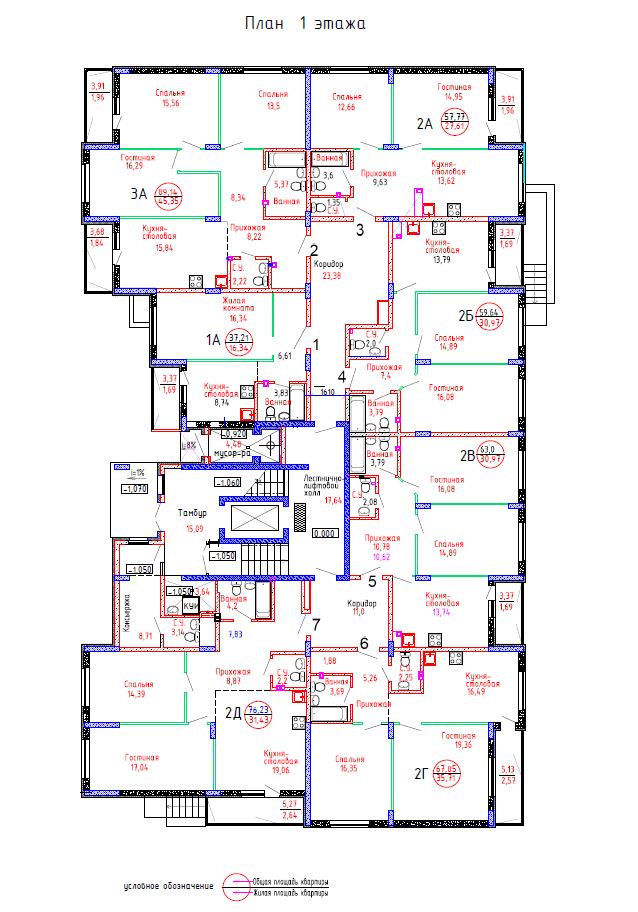 План 1 этажа
3,91
1,96
Спальня
15,56
Спальня
13,5
Спальня
12,66
Гостиная
14,95
2А
57,77
27,61
3,91
1,96
Гостиная
16,29
3А
89,14
45,35
8,34
5,37
Ванная
Ванная
3,6
1,35
С.У.
Прихожая
9,63
Кухня-
столовая
13,62
3,68
1,84
Кухня-
столовая
15,84
Прихожая
8,22
С.У.
2,22
2
Коридор
23,38
3
Кухня-
столовая
13,79
3,37
1,69
Жилая
комната
16,34
1А
37,21
16,34
6,61
1
С.У.
2,0
2Б
59,64
30,97
Спальня
14,89
Прихожая
7,4
4
1610
3,37
1,69
Кухня-
столовая
8,74
3,83
Ванная
Ванная
3,79
Гостиная
16,08
i=8%
-0,920
4,48
мусор-ра
Ванная
3,79
2В
63,0
30,97
Гостиная
16,08
i=1%
-1,070
-1,060
Лестнично-
лифтовой
холл
17,64
С.У.
2,08
Тамбур
15,09
0.000
Прихожая
10,78
10,62
Спальня
14,89
-1,050
-1.050
-1.050
3,64
КУИ
Ванная
4,2
5
Коридор
11,0
Кухня-
столовая
13,74
3,37
1,69
Консьержка
8,71
С.У.
3,14
7,83
7
6
Прихожая
8,87
С.У.
2,2
1,88
5,26
С.У.
2,25
Кухня-
столовая
16,49
Спальня
14,39
Ванная
3,69
Прихожая
2Д
76,23
31,43
Гостиная
17,04
Кухня-
столовая
19,06
Спальня
16,35
Гостиная
19,36
2Г
67,85
35,71
5,13
2,57
5,27
2,64
условное обозначение
Общая площадь квартиры
Жилая площадь квартиры